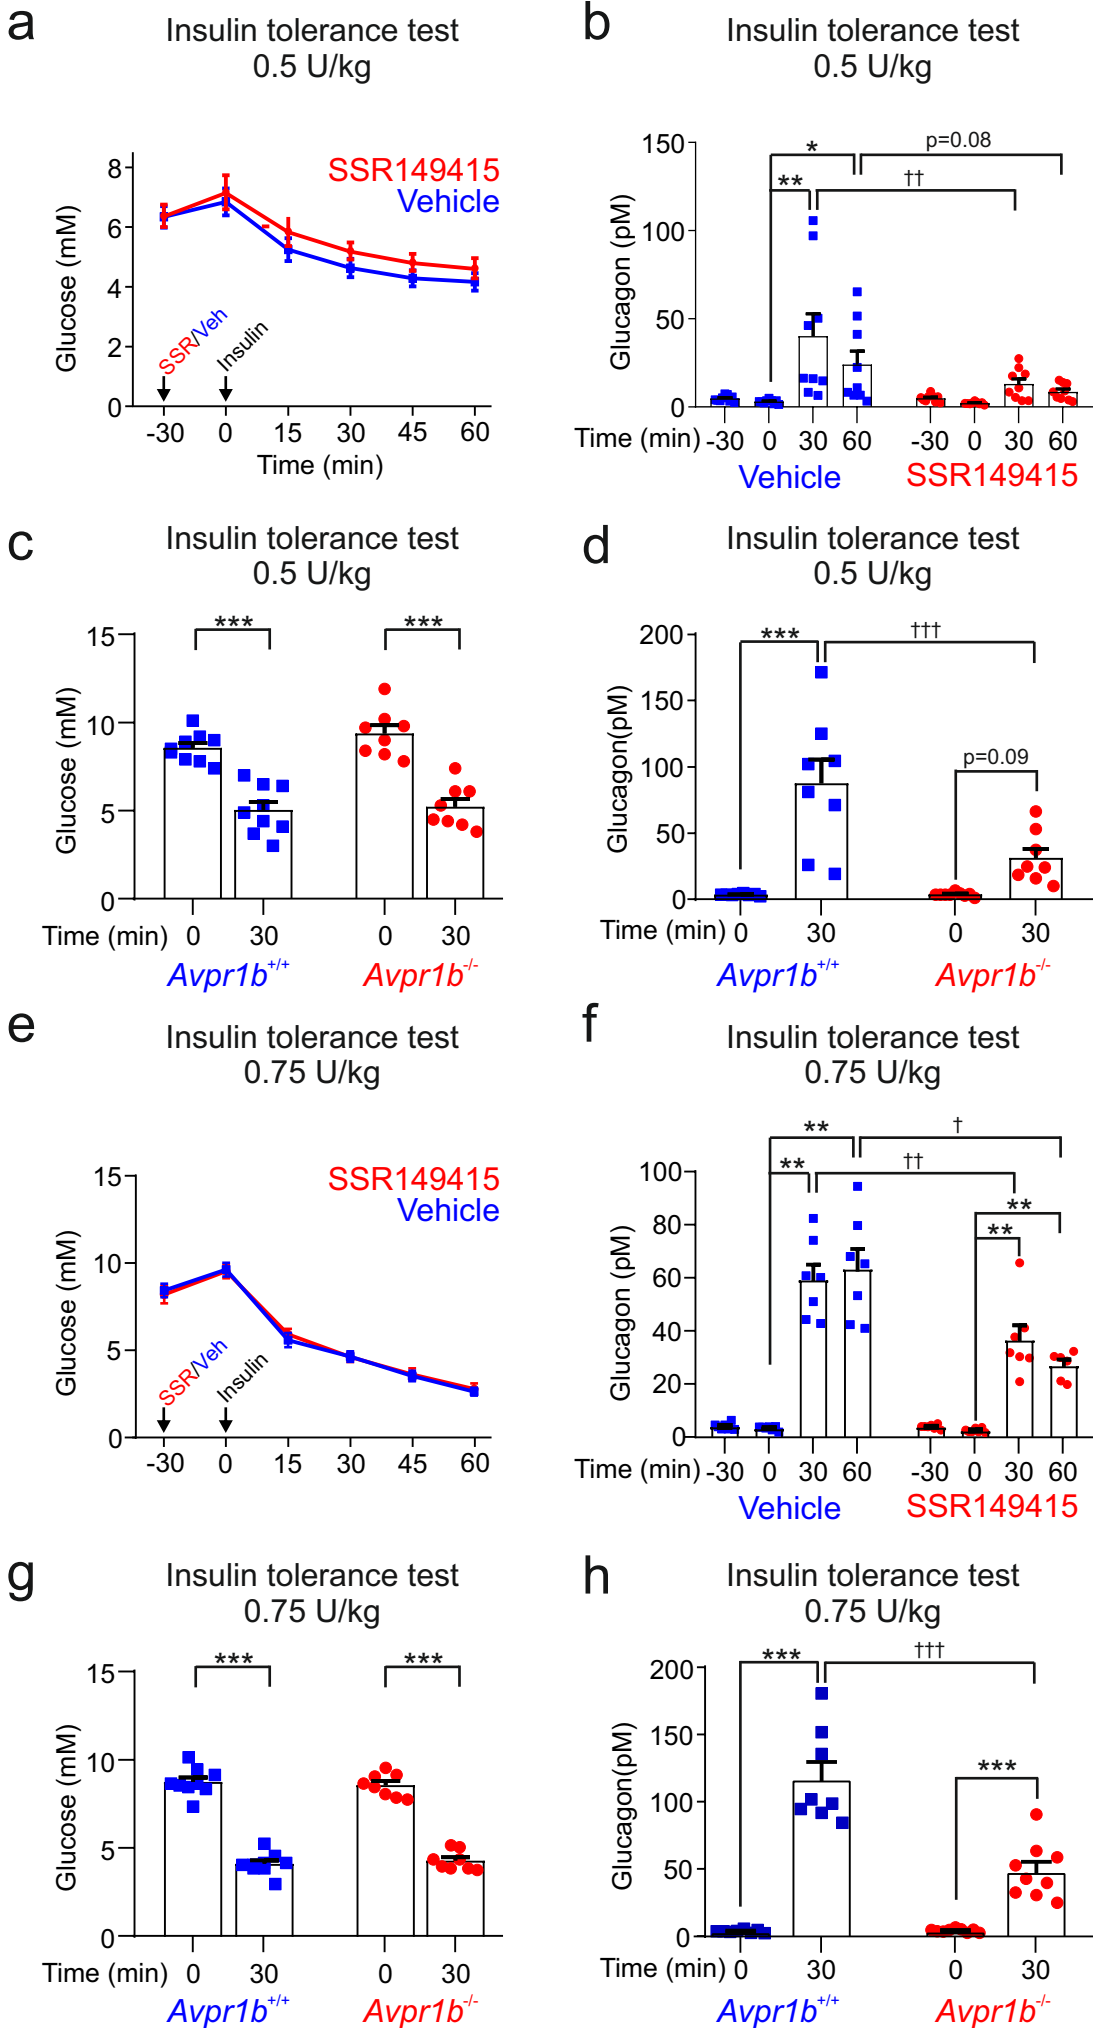 a
Insulin tolerance test
0.5 U/kg
SSR149415
Vehicle
8
6
4
2
0
Glucose (mM)
SSR/Veh
Insulin
-30 0 15 30 45 60
Time (min)
b
Insulin tolerance test
0.5 U/kg
150
100
50
0
Glucagon (pM)
* p=0.08
** ††
Time (min) -30 0 30 60 -30 0 30 60
Vehicle SSR149415
c
Insulin tolerance test
0.5 U/kg
15
10
5
0
Glucose (mM)
*** ***
Time (min) 0 30 0 30
Avpr1b+/+ Avpr1b-/-
d
Insulin tolerance test
0.5 U/kg
200
150
100
50
0
Glucagon(pM)
*** †††
p=0.09
Time (min) 0 30 0 30
Avpr1b+/+ Avpr1b-/-
e
Insulin tolerance test
0.75 U/kg
SSR149415
Vehicle
15
10
5
0
Glucose (mM)
SSR/Veh
Insulin
-30 0 15 30 45 60
Time (min)
f
Insulin tolerance test
0.75 U/kg
100
80
60
40
20
0
Glucagon (pM)
** †
** ††
**
**
Time (min) -30 0 30 60 -30 0 30 60
Vehicle SSR149415
g
Insulin tolerance test
0.75 U/kg
15
10
5
0
Glucose (mM)
*** ***
Time (min) 0 30 0 30
Avpr1b+/+ Avpr1b-/-
h
Insulin tolerance test
0.75 U/kg
200
150
100
50
0
Glucagon(pM)
*** †††
***
Time (min) 0 30 0 30
Avpr1b+/+ Avpr1b-/-